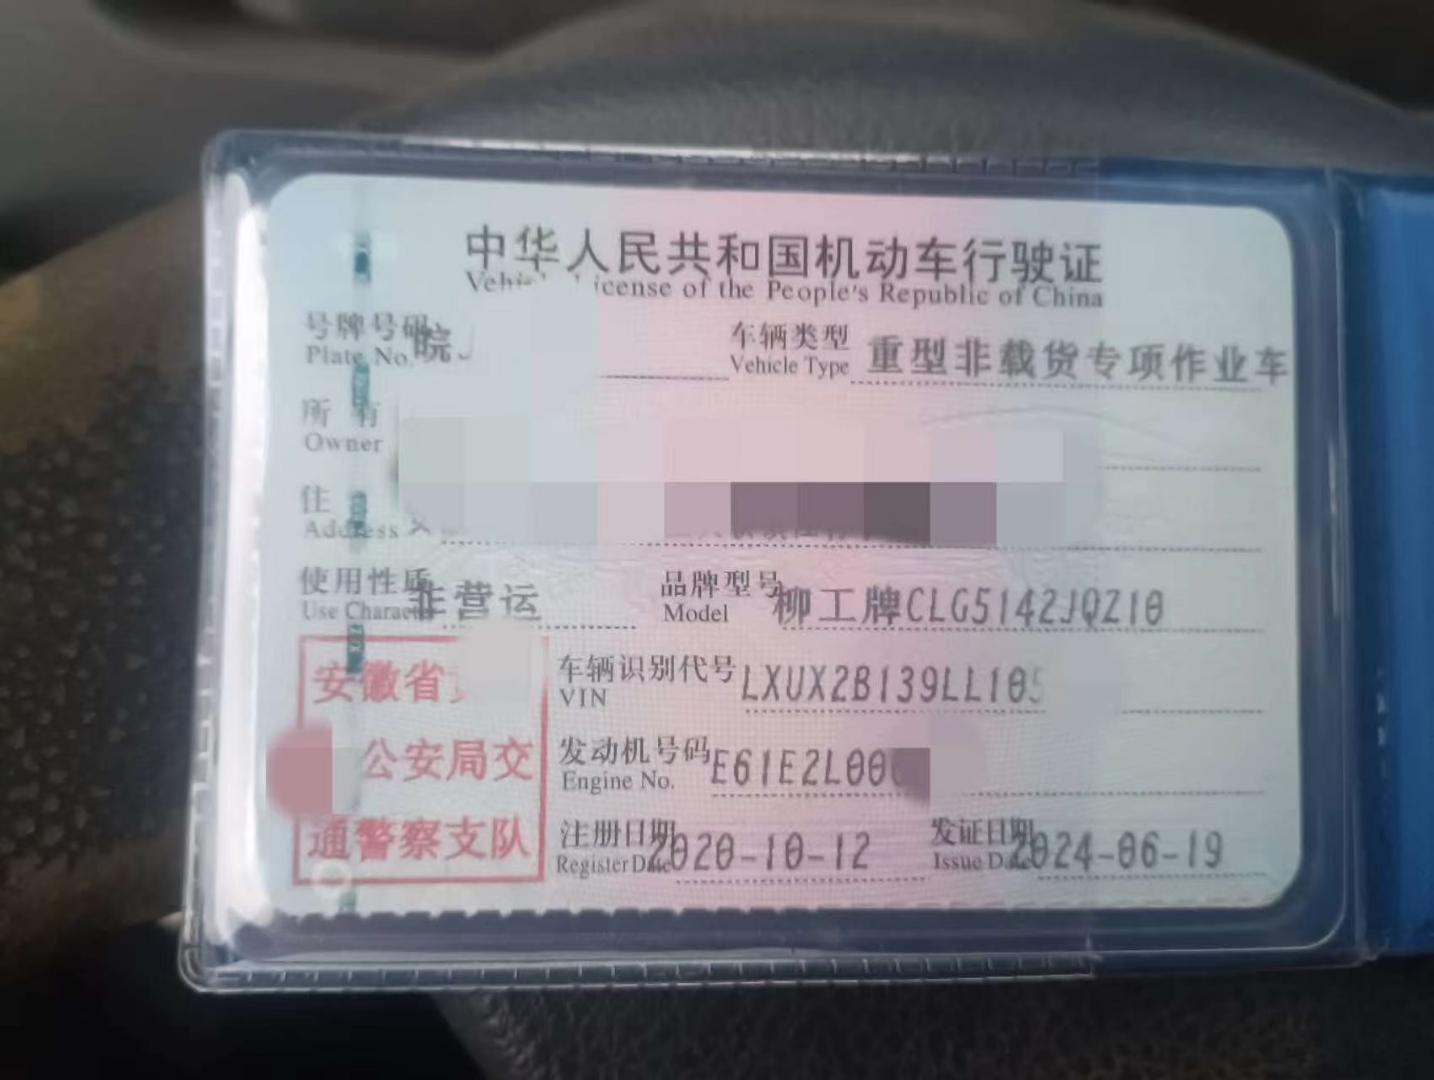 中华人民共和国机动车行驶证
License of the People's Republic of China
号牌号码 皖 车辆类型 重型非载货专项作业车
Plate No. Vehicle Type
所有
Owner
住
Address
使用性质 非营运 品牌型号 柳工牌CLG5142JQZ10
Use Character Model
安徽省
车辆识别代号 LXUX2B139LL105
VIN
公安局交
发动机号码 E61E2L00
Engine No.
通警察支队
注册日期 2020-10-12 发证日期 2024-06-19
Register Date Issue Date